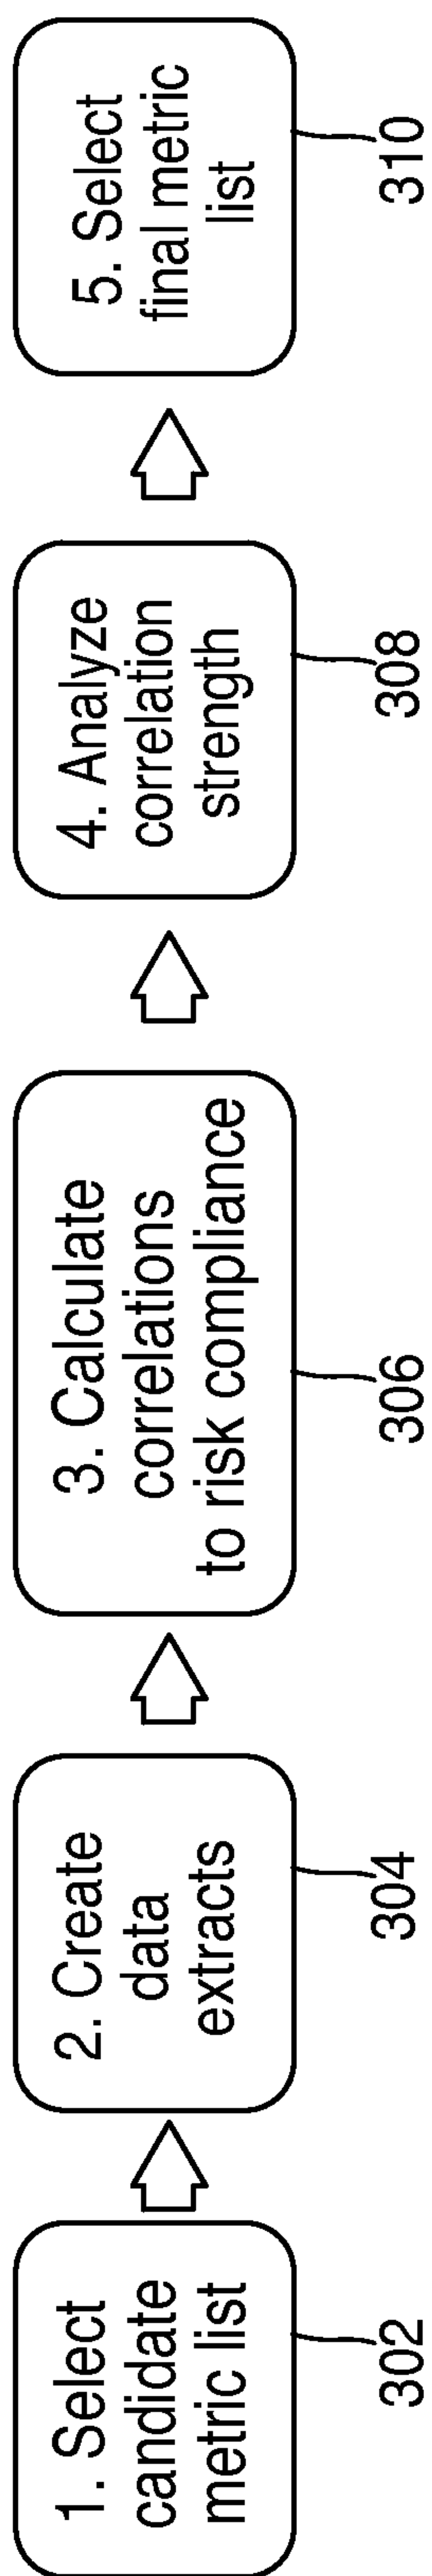 1. Select
candidate
metric list
302
2. Create
data
extracts
304
3. Calculate
correlations
to risk compliance
306
4. Analyze
correlation
strength
308
5. Select
final metric
list
310